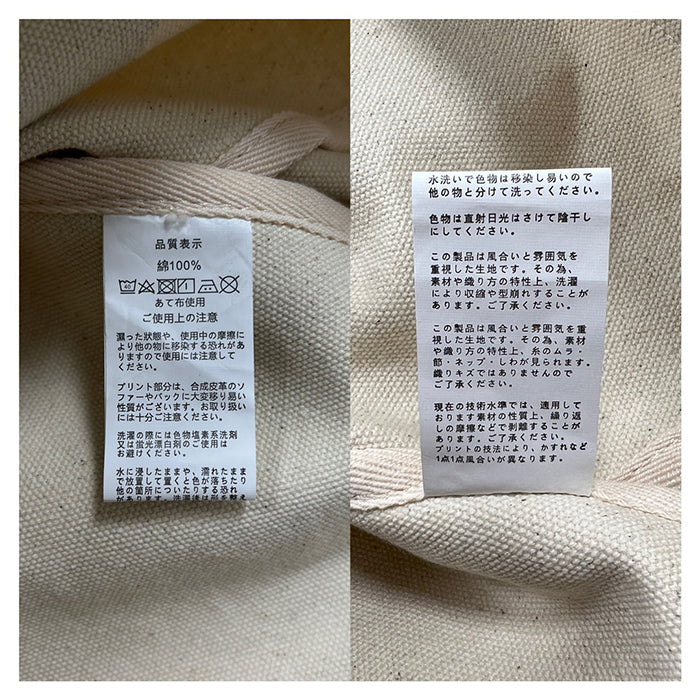 品質表示
綿100%
40
あて布使用
ご使用上の注意
濡った状態や、使用中の摩擦に
より他の物に移染する恐れがあ
りますので使用には注意して
ください。
プリント部分は、合成皮革のソ
ファーやバックに大変移り易い
性質がございます。お取り扱い
には十分ご注意ください。
洗濯の際には色物塩素系洗剤
又は蛍光漂白剤のご使用は
お避けください。
水に浸したままや、濡れたまま
で放置して置くと色が落ちたり
他の箇所についたりする恐れ
があります。洗濯後は形を整え
水洗いで色物は移染し易いので
他の物と分けて洗ってください。
色物は直射日光はさけて陰干し
にしてください。
この製品は風合いと雰囲気を
重視した生地です。その為、
素材や織り方の特性上、洗濯
により収縮や型崩れすることが
あります。ご了承ください。
この製品は風合いと雰囲気を重
視した生地です。その為、素材
や織り方の特性上、糸のムラ・
節・ネップ・しわが見られます。
織りキズではありませんので
ご了承ください。
現在の技術水準では、適用して
おります素材の性質上、繰り返
しの摩擦などで剥離することが
あります。ご了承ください。
プリントの技法により、かすれなど
1点1点風合いが異なります。